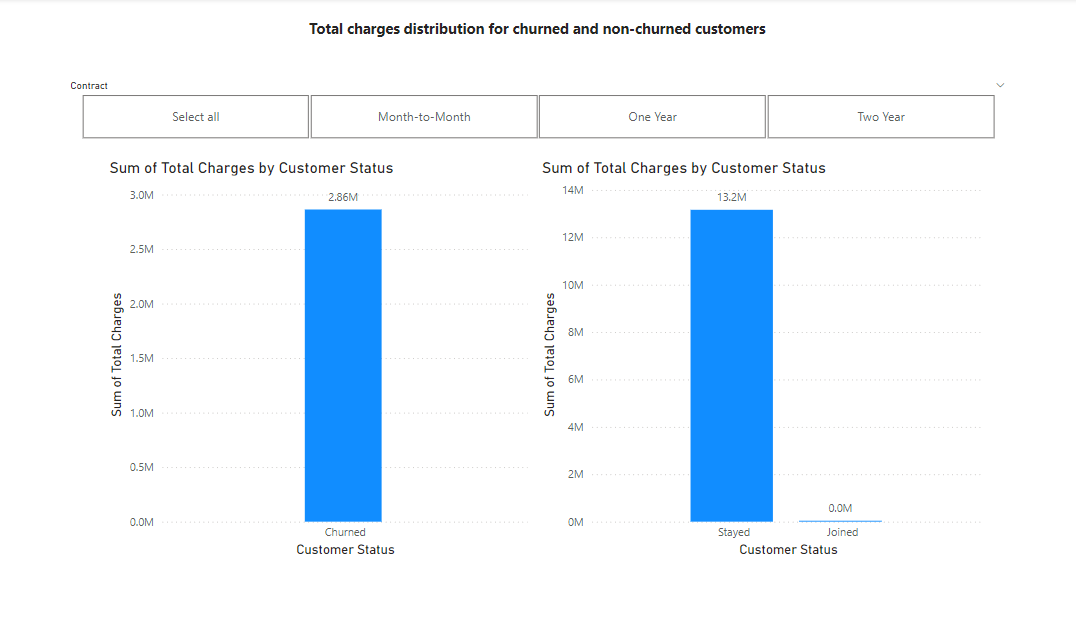 Total charges distribution for churned and non-churned customers
Contract
Select all
Month-to-Month
One Year
Two Year
Sum of Total Charges by Customer Status
3.0M
2.5M
2.0M
1.5M
1.0M
0.5M
0.0M
Sum of Total Charges
2.86M
Churned
Customer Status
Sum of Total Charges by Customer Status
14M
12M
10M
8M
6M
4M
2M
0M
Sum of Total Charges
13.2M
0.0M
Stayed
Joined
Customer Status